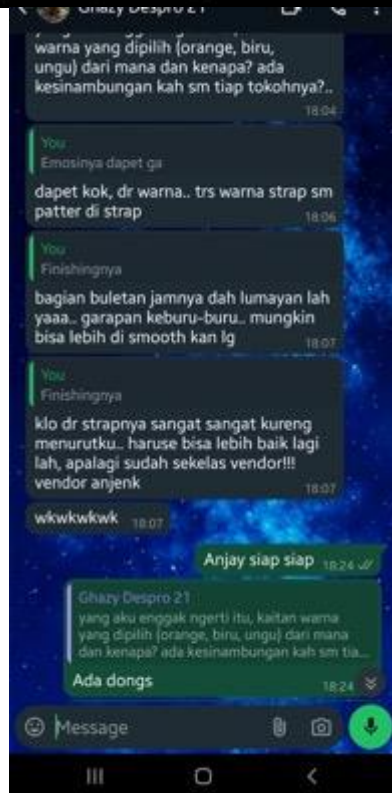 Ghazy Despro 21
warna yang dipilih (orange, biru,
ungu) dari mana dan kenapa? ada
kesinambungan kah sm tiap tokohnya?..
18:04
You
Emosinya dapet ga
dapet kok, dr warna.. trs warna strap sm
patter di strap
18:06
You
Finishingnya
bagian buletan jamnya dah lumayan lah
yaaa.. garapan keburu-buru.. mungkin
bisa lebih di smooth kan lg
18:07
You
Finishingnya
klo dr strapnya sangat sangat kureng
menurutku.. haruse bisa lebih baik lagi
lah, apalagi sudah sekelas vendor!!!
vendor anjenk
18:07
wkwkwkwk 18:07
Anjay siap siap 18:24
Ghazy Despro 21
yang aku enggak ngerti itu, kaitan warna
yang dipilih (orange, biru, ungu) dari mana
dan kenapa? ada kesinambungan kah sm tia...
Ada dongs
18:24
Message